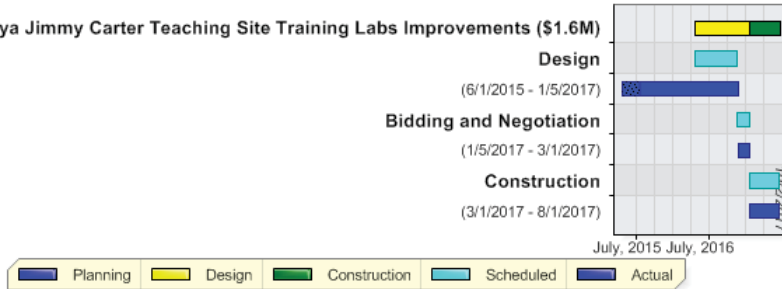 ya Jimmy Carter Teaching Site Training Labs Improvements ($1.6M)
Design
(6/1/2015 - 1/5/2017)
Bidding and Negotiation
(1/5/2017 - 3/1/2017)
Construction
(3/1/2017 - 8/1/2017)
July, 2015 July, 2016
Planning Design Construction Scheduled Actual